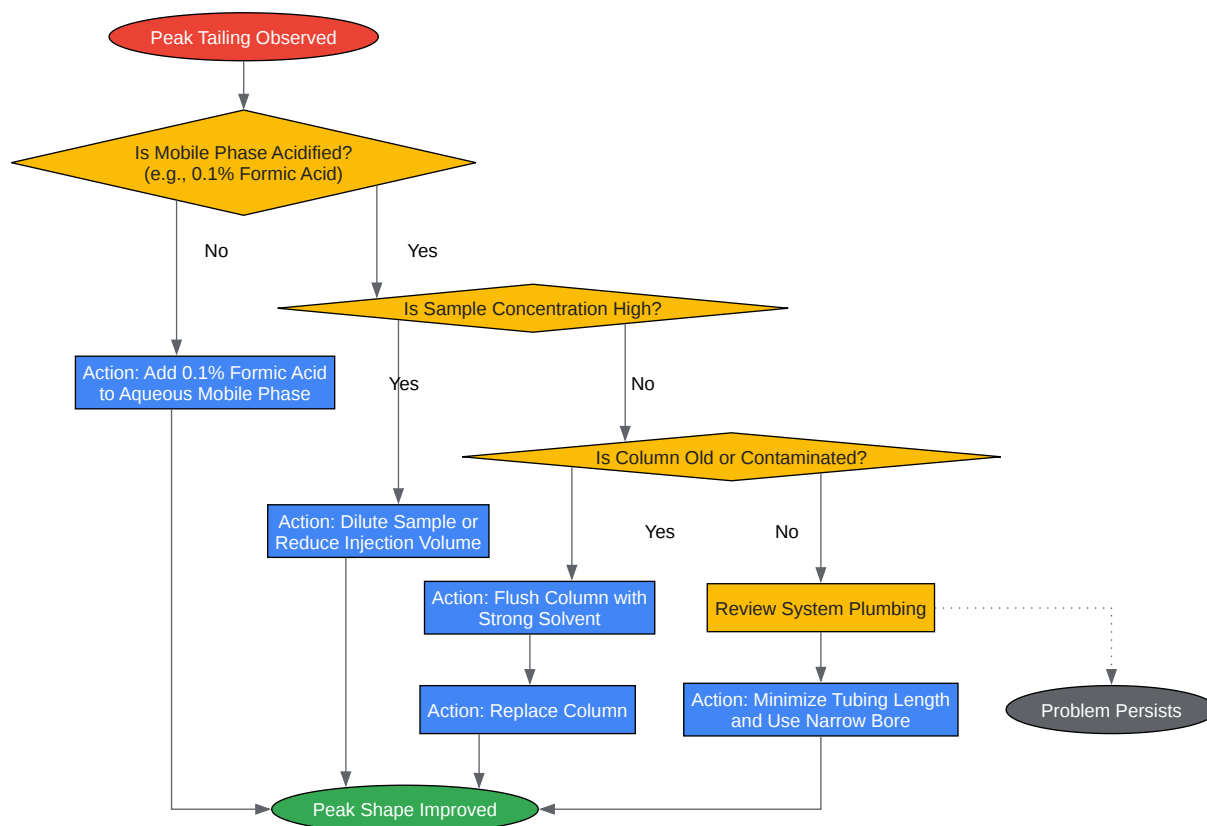 Peak Tailing Observed
Is Mobile Phase Acidified?
(e.g., 0.1% Formic Acid)
No
Yes
Is Sample Concentration High?
Action: Add 0.1% Formic Acid
to Aqueous Mobile Phase
Yes
No
Is Column Old or Contaminated?
Action: Dilute Sample or
Reduce Injection Volume
Yes
No
Action: Flush Column with
Strong Solvent
Review System Plumbing
Action: Replace Column
Action: Minimize Tubing Length
and Use Narrow Bore
Problem Persists
Peak Shape Improved